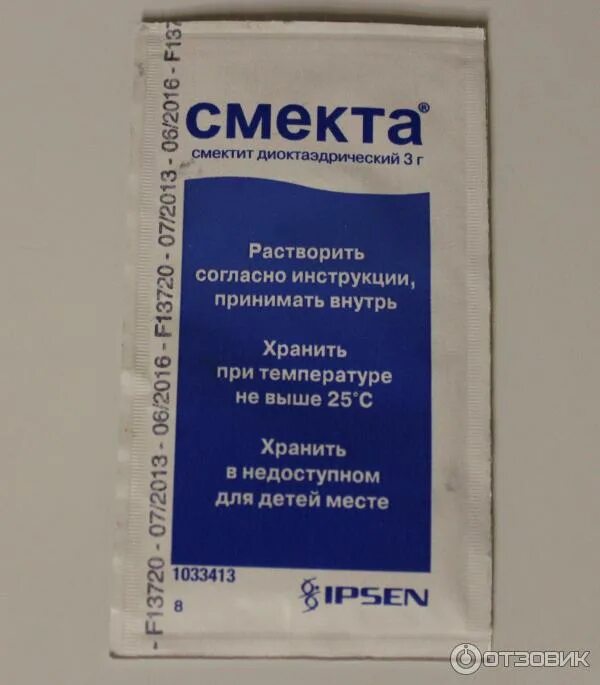 смекта®
смектит диоктаэдрический 3 г
Растворить
согласно инструкции,
принимать внутрь
Хранить
при температуре
не выше 25°C
Хранить
в недоступном
для детей месте
1033413
8
IPSEN
- F13720 - 07/2013 - 06/2016 - F13720 - 07/2013 - 06/2016 - F1372
ОТЗОВИК